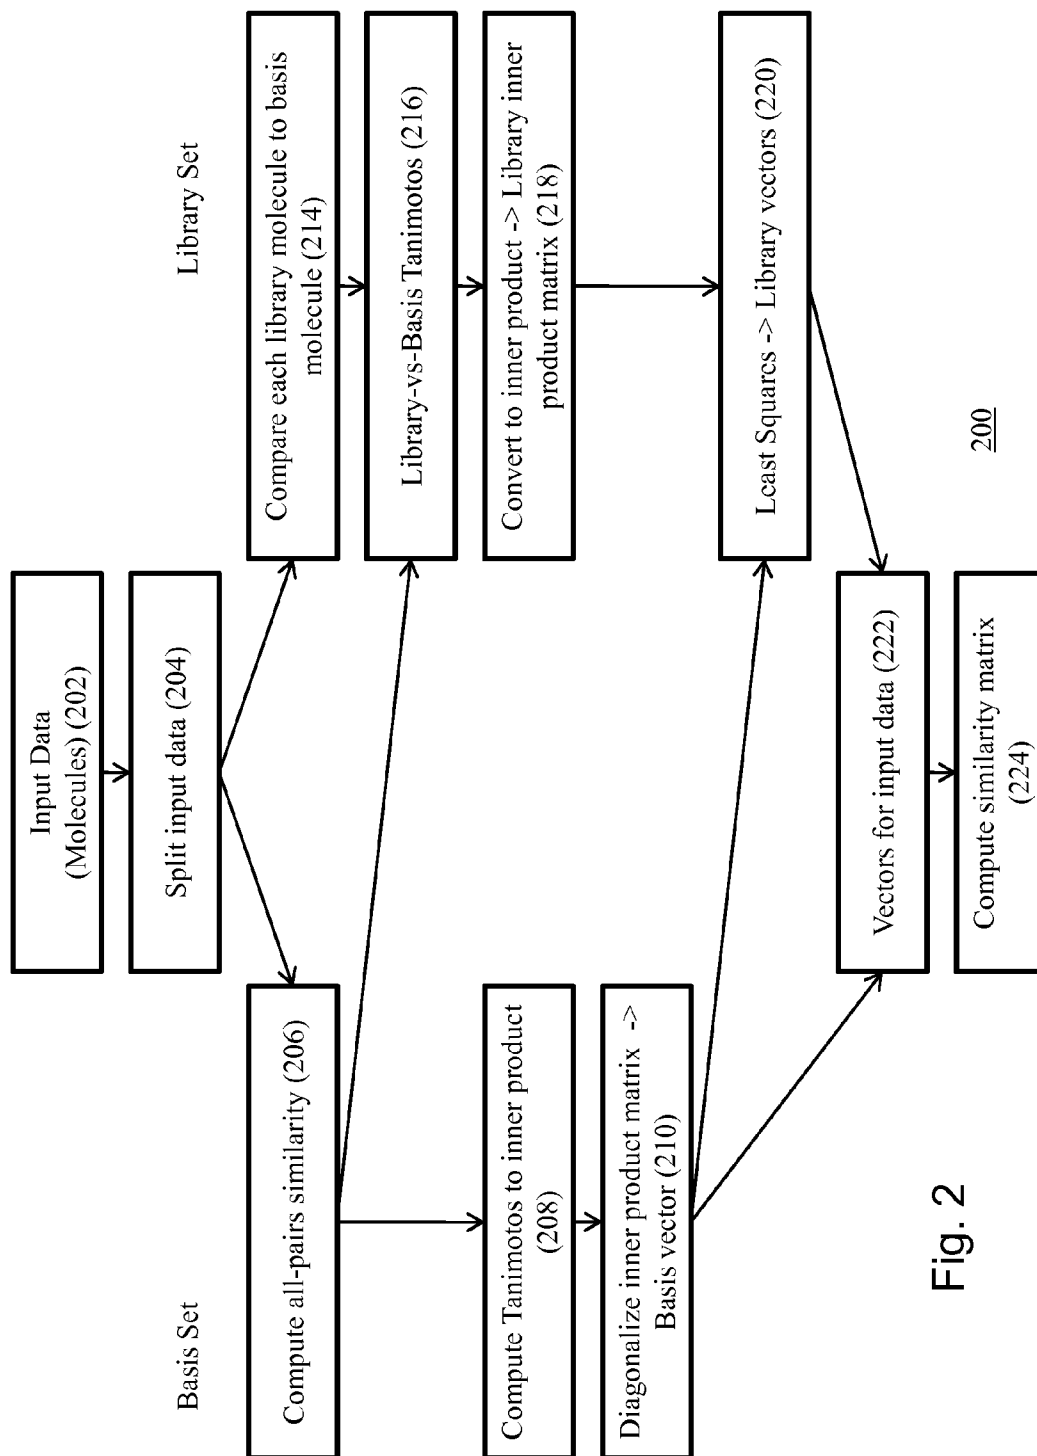 Input Data
(Molecules) (202)
Split input data (204)
Basis Set
Library Set
Compute all-pairs similarity (206)
Compare each library molecule to basis
molecule (214)
Library-vs-Basis Tanimotos (216)
Compute Tanimotos to inner product
(208)
Convert to inner product -> Library inner
product matrix (218)
Diagonalize inner product matrix ->
Basis vector (210)
Least Squares -> Library vectors (220)
Vectors for input data (222)
Compute similarity matrix
(224)
Fig. 2
200